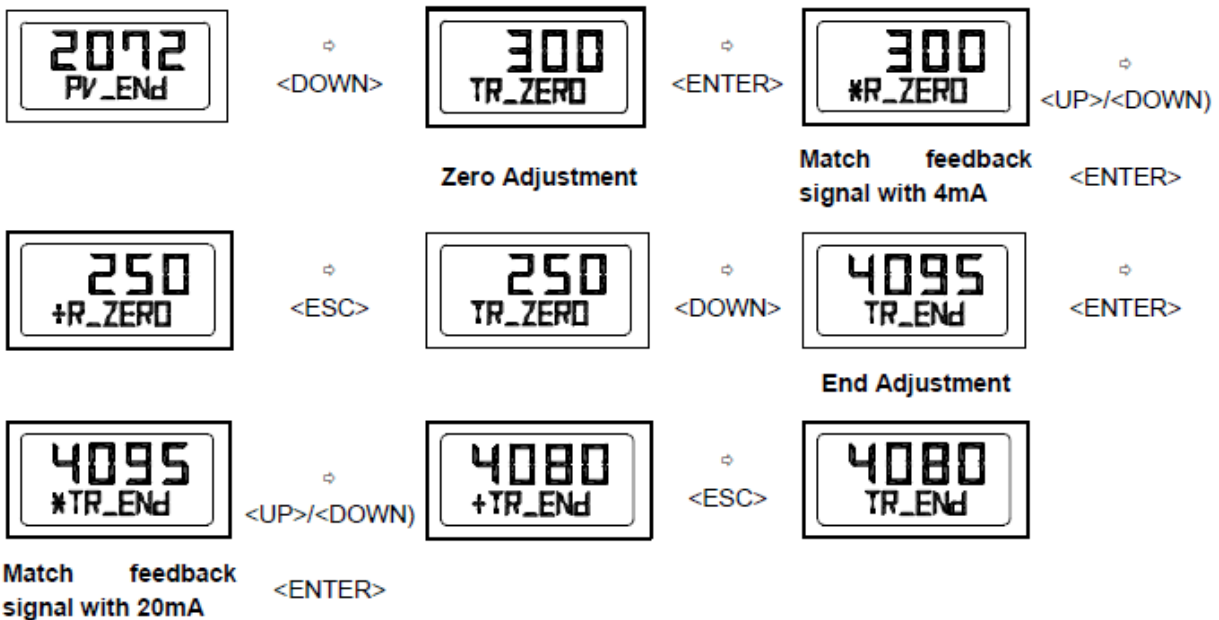 2072
PV_ENd
⇨
<DOWN>
300
TR_ZERO
⇨
<ENTER>
300
*R_ZERO
⇨
<UP>/<DOWN)
Zero Adjustment
Match feedback
signal with 4mA
<ENTER>
250
+R_ZERO
⇨
<ESC>
250
TR_ZERO
⇨
<DOWN>
4095
TR_ENd
⇨
<ENTER>
End Adjustment
4095
*TR_ENd
⇨
<UP>/<DOWN)
4080
+TR_ENd
⇨
<ESC>
4080
TR_ENd
Match feedback
signal with 20mA
<ENTER>